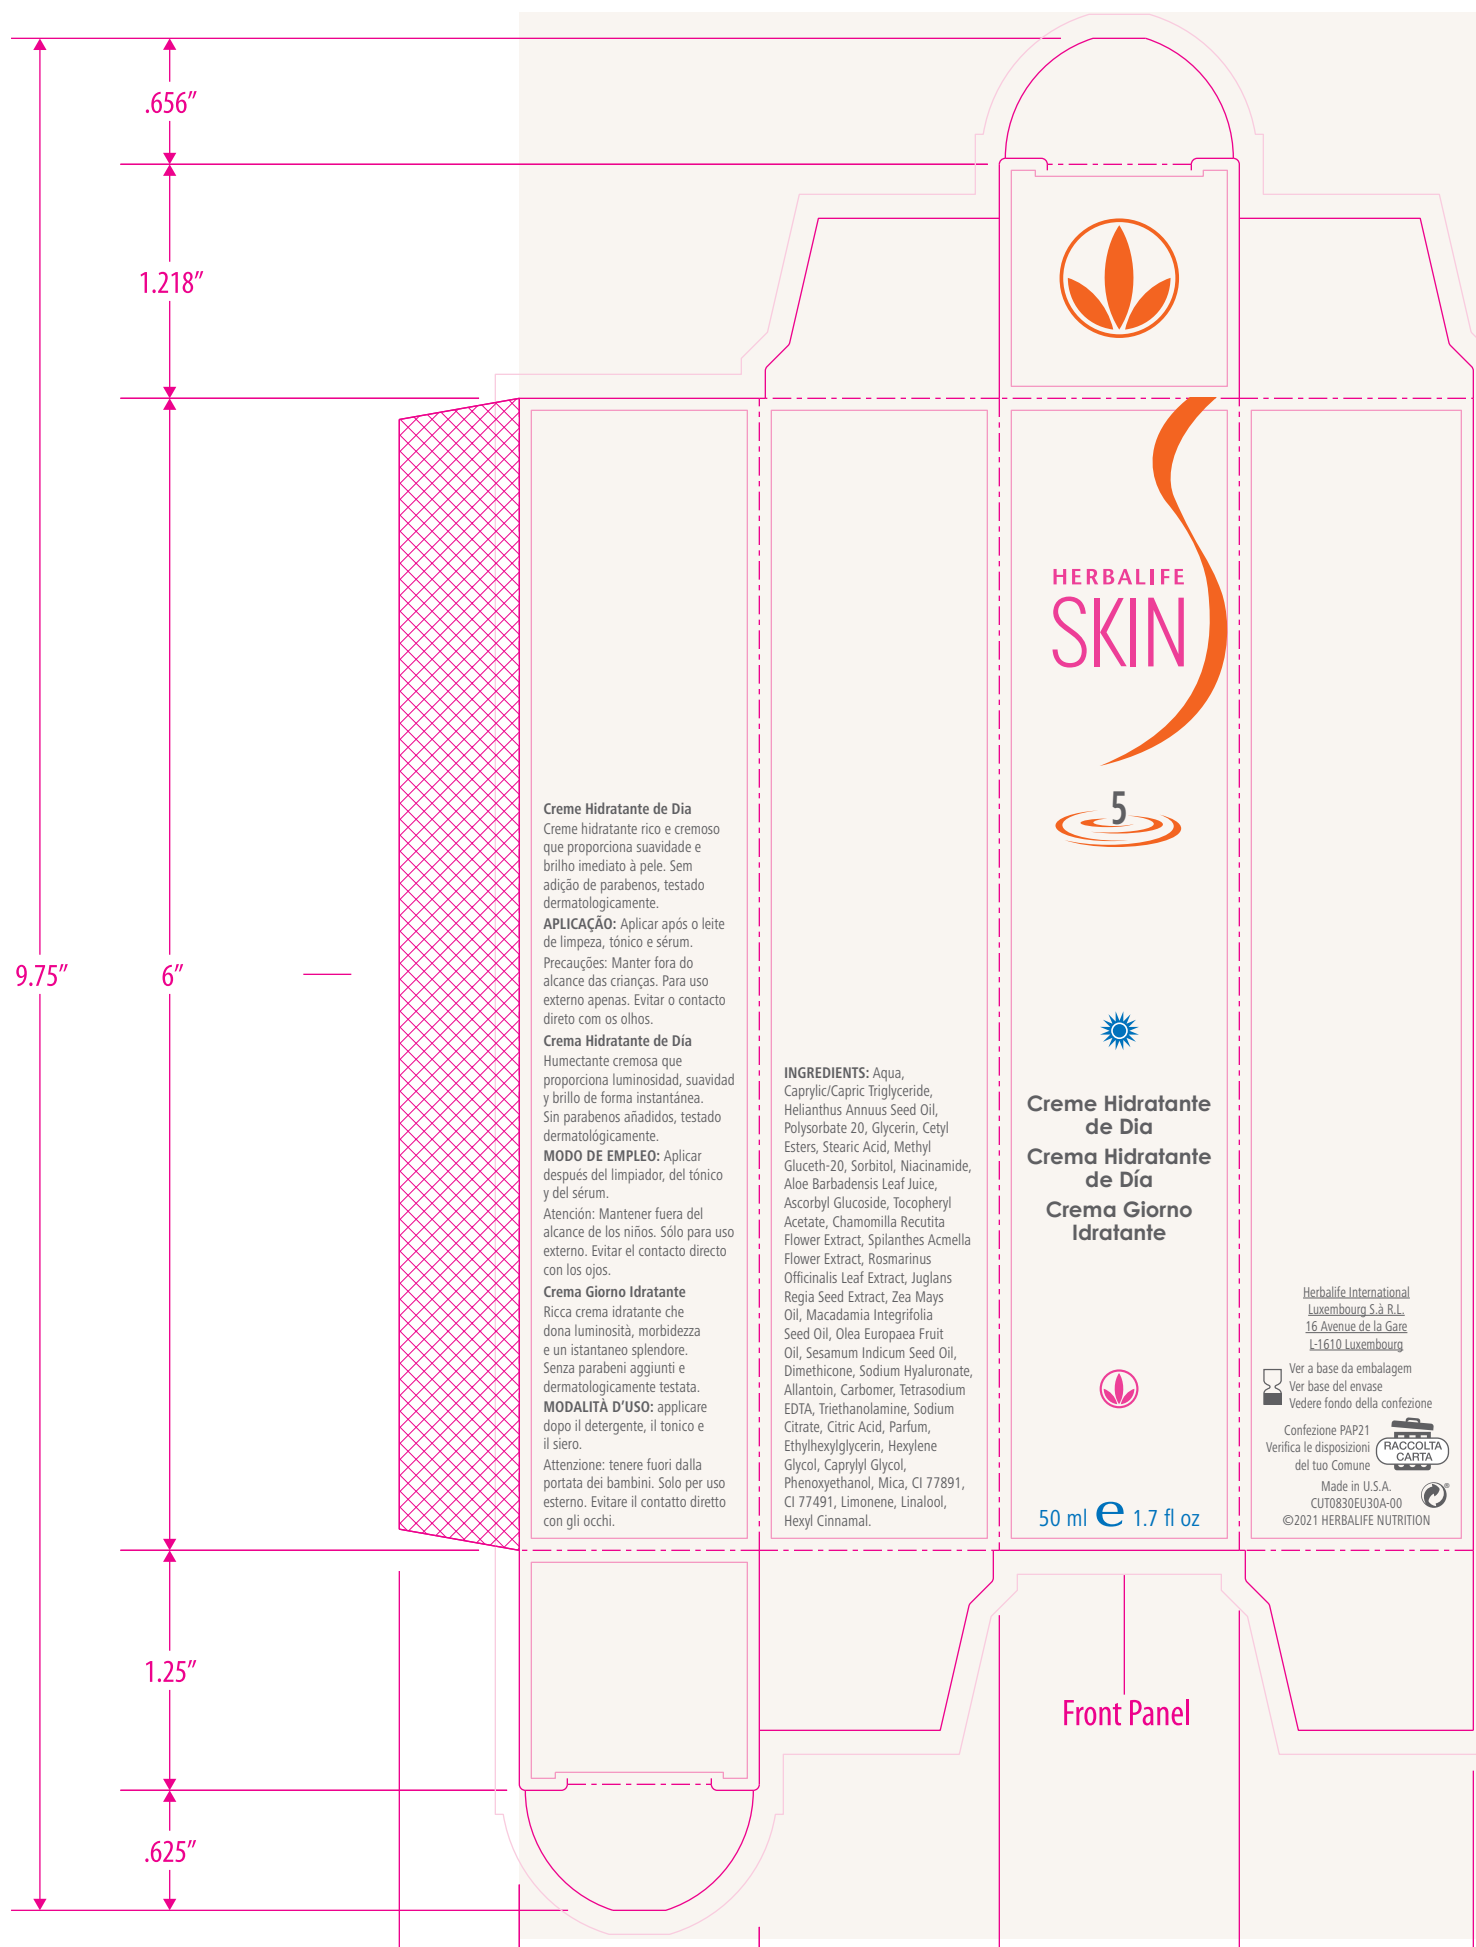 .656″
1.218″
9.75″
6″
1.25″
.625″
Creme Hidratante de Dia
Creme hidratante rico e cremoso
que proporciona suavidade e
brilho imediato à pele. Sem
adição de parabenos, testado
dermatologicamente.
APLICAÇÃO: Aplicar após o leite
de limpeza, tónico e sérum.
Precauções: Manter fora do
alcance das crianças. Para uso
externo apenas. Evitar o contacto
direto com os olhos.
Crema Hidratante de Día
Humectante cremosa que
proporciona luminosidad, suavidad
y brillo de forma instantánea.
Sin parabenos añadidos, testado
dermatológicamente.
MODO DE EMPLEO: Aplicar
después del limpiador, del tónico
y del sérum.
Atención: Mantener fuera del
alcance de los niños. Sólo para uso
externo. Evitar el contacto directo
con los ojos.
Crema Giorno Idratante
Ricca crema idratante che
dona luminosità, morbidezza
e un istantaneo splendore.
Senza parabeni aggiunti e
dermatologicamente testata.
MODALITÀ D’USO: applicare
dopo il detergente, il tonico e
il siero.
Attenzione: tenere fuori dalla
portata dei bambini. Solo per uso
esterno. Evitare il contatto diretto
con gli occhi.
INGREDIENTS: Aqua,
Caprylic/Capric Triglyceride,
Helianthus Annuus Seed Oil,
Polysorbate 20, Glycerin, Cetyl
Esters, Stearic Acid, Methyl
Gluceth-20, Sorbitol, Niacinamide,
Aloe Barbadensis Leaf Juice,
Ascorbyl Glucoside, Tocopheryl
Acetate, Chamomilla Recutita
Flower Extract, Spilanthes Acmella
Flower Extract, Rosmarinus
Officinalis Leaf Extract, Juglans
Regia Seed Extract, Zea Mays
Oil, Macadamia Integrifolia
Seed Oil, Olea Europaea Fruit
Oil, Sesamum Indicum Seed Oil,
Dimethicone, Sodium Hyaluronate,
Allantoin, Carbomer, Tetrasodium
EDTA, Triethanolamine, Sodium
Citrate, Citric Acid, Parfum,
Ethylhexylglycerin, Hexylene
Glycol, Caprylyl Glycol,
Phenoxyethanol, Mica, CI 77891,
CI 77491, Limonene, Linalool,
Hexyl Cinnamal.
HERBALIFE
SKIN
5
Creme Hidratante
de Dia
Crema Hidratante
de Día
Crema Giorno
Idratante
50 ml e 1.7 fl oz
Front Panel
Herbalife International
Luxembourg S.à R.L.
16 Avenue de la Gare
L-1610 Luxembourg
Ver a base da embalagem
Ver base del envase
Vedere fondo della confezione
Confezione PAP21
Verifica le disposizioni
del tuo Comune
RACCOLTA
CARTA
Made in U.S.A.
CUT0830EU30A-00
©2021 HERBALIFE NUTRITION